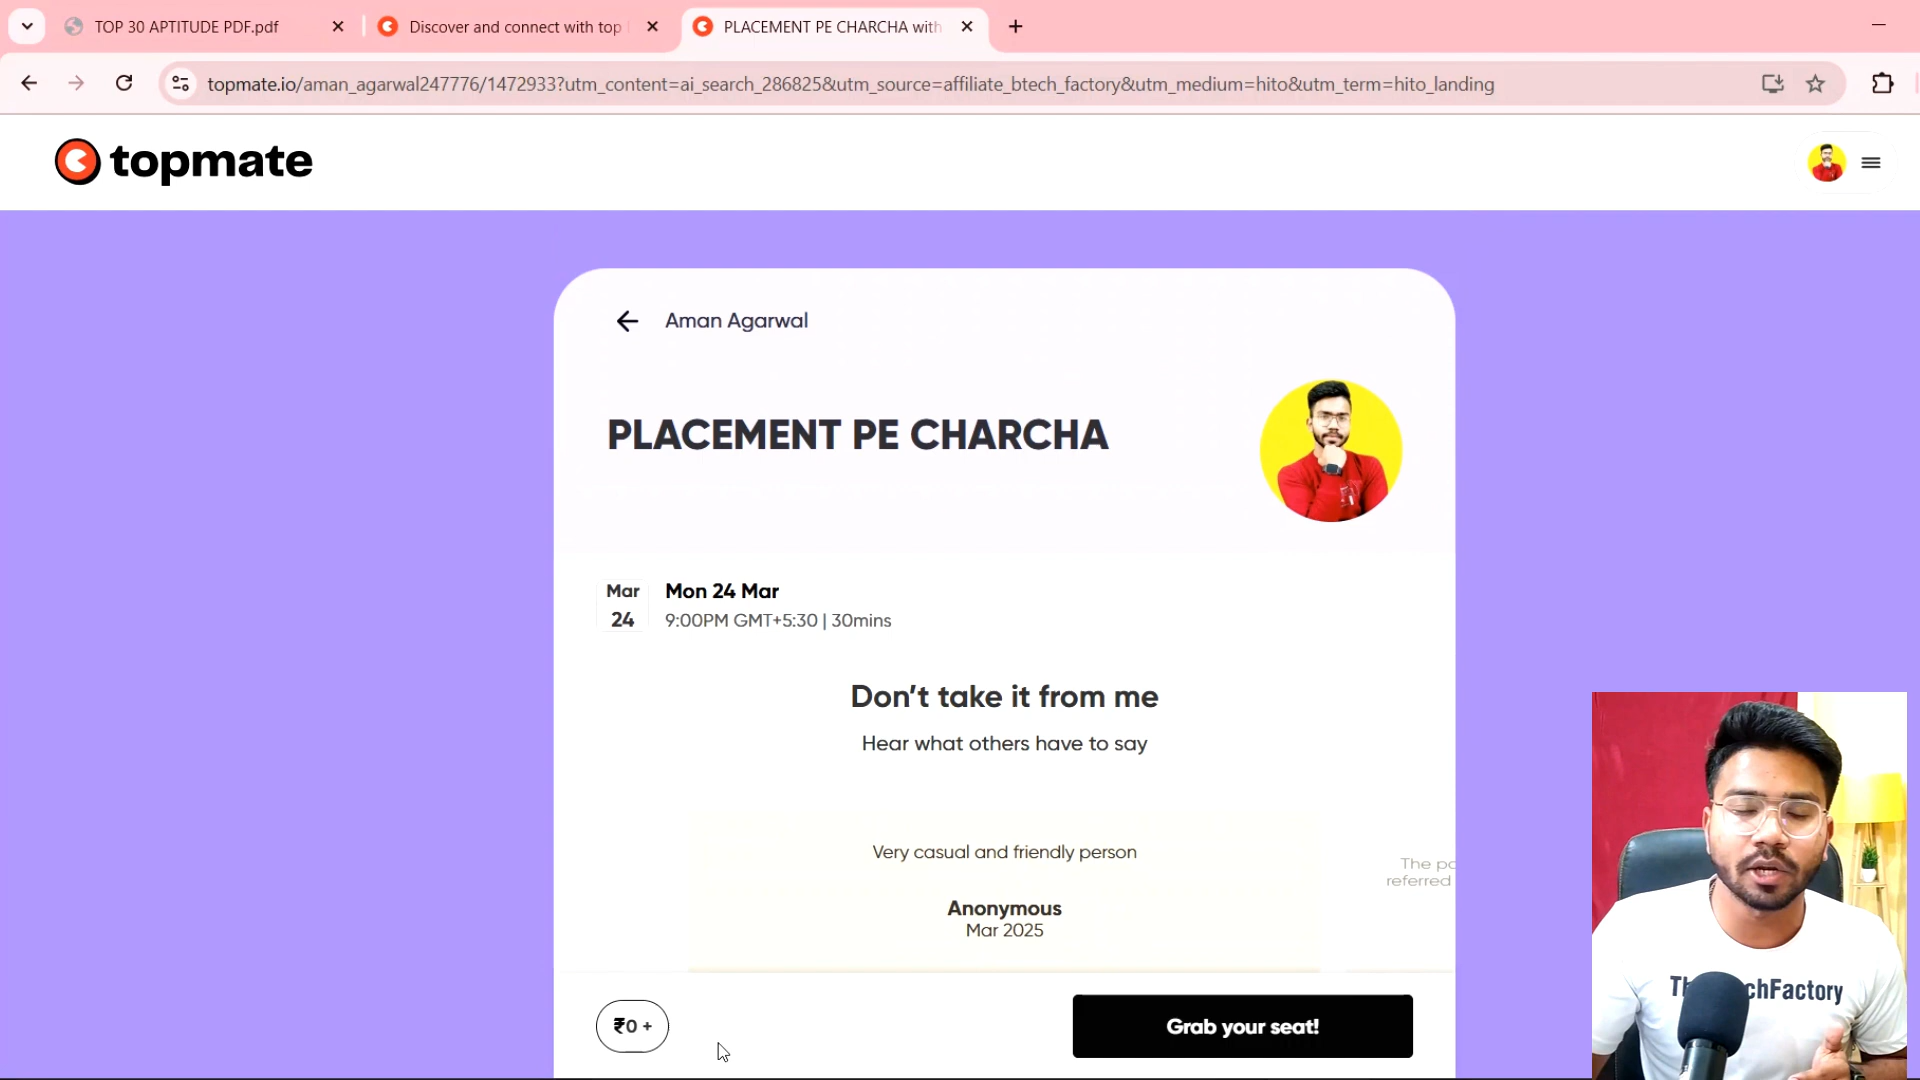 TOP 30 APTITUDE PDF.pdf
Discover and connect with top
PLACEMENT PE CHARCHA with
topmate.io/aman_agarwal247776/1472933?utm_content=ai_search_286825&utm_source=affiliate_btech_factory&utm_medium=hito&utm_term=hito_landing
topmate
Aman Agarwal
PLACEMENT PE CHARCHA
Mar
24
Mon 24 Mar
9:00PM GMT+5:30 | 30mins
Don't take it from me
Hear what others have to say
Very casual and friendly person
Anonymous
Mar 2025
The
referred
₹0 +
Grab your seat!
chFactory